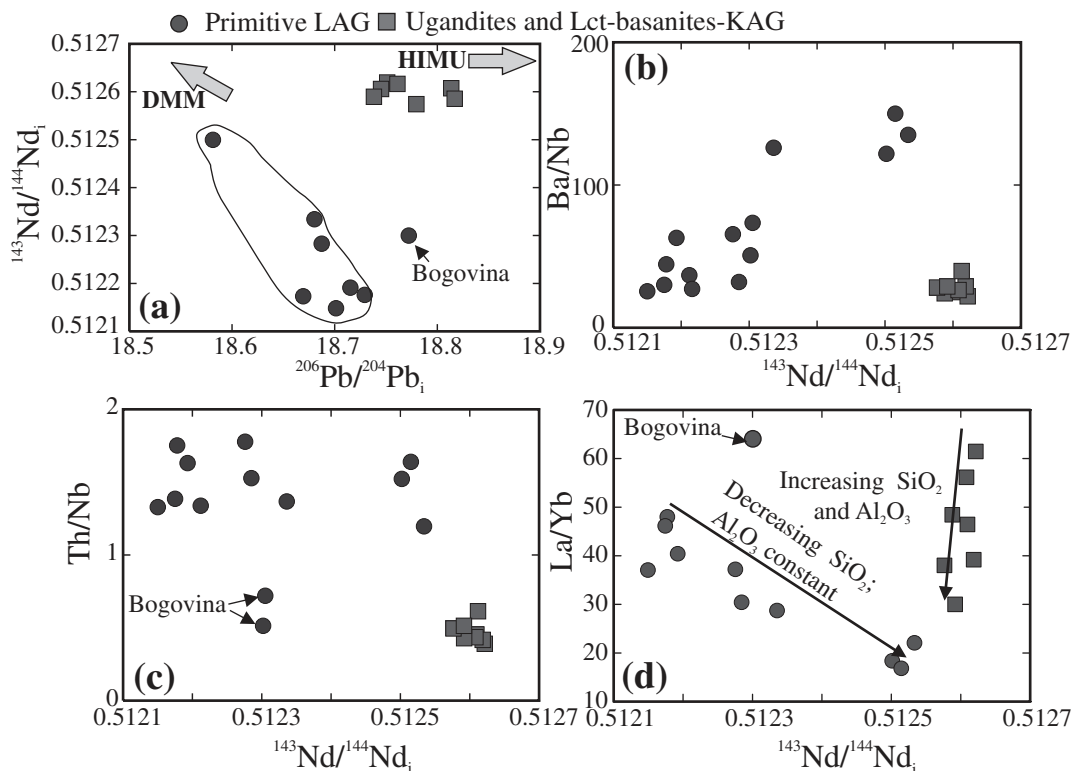 Primitive LAG Ugandites and Lct-basanites-KAG
0.5127
0.5126
0.5125
0.5124
0.5123
0.5122
0.5121
¹⁴³Nd/¹⁴⁴Ndᵢ
(a)
HIMU
DMM
Bogovina
18.5 18.6 18.7 18.8 18.9
²⁰⁶Pb/²⁰⁴Pbᵢ
200
100
0
Ba/Nb
(b)
0.5121 0.5123 0.5125 0.5127
¹⁴³Nd/¹⁴⁴Ndᵢ
2
1
0
Th/Nb
Bogovina
(c)
0.5121 0.5123 0.5125 0.5127
¹⁴³Nd/¹⁴⁴Ndᵢ
70
60
50
40
30
20
10
La/Yb
Bogovina
Increasing SiO₂
and Al₂O₃
Decreasing SiO₂;
Al₂O₃ constant
(d)
0.5121 0.5123 0.5125 0.5127
¹⁴³Nd/¹⁴⁴Ndᵢ